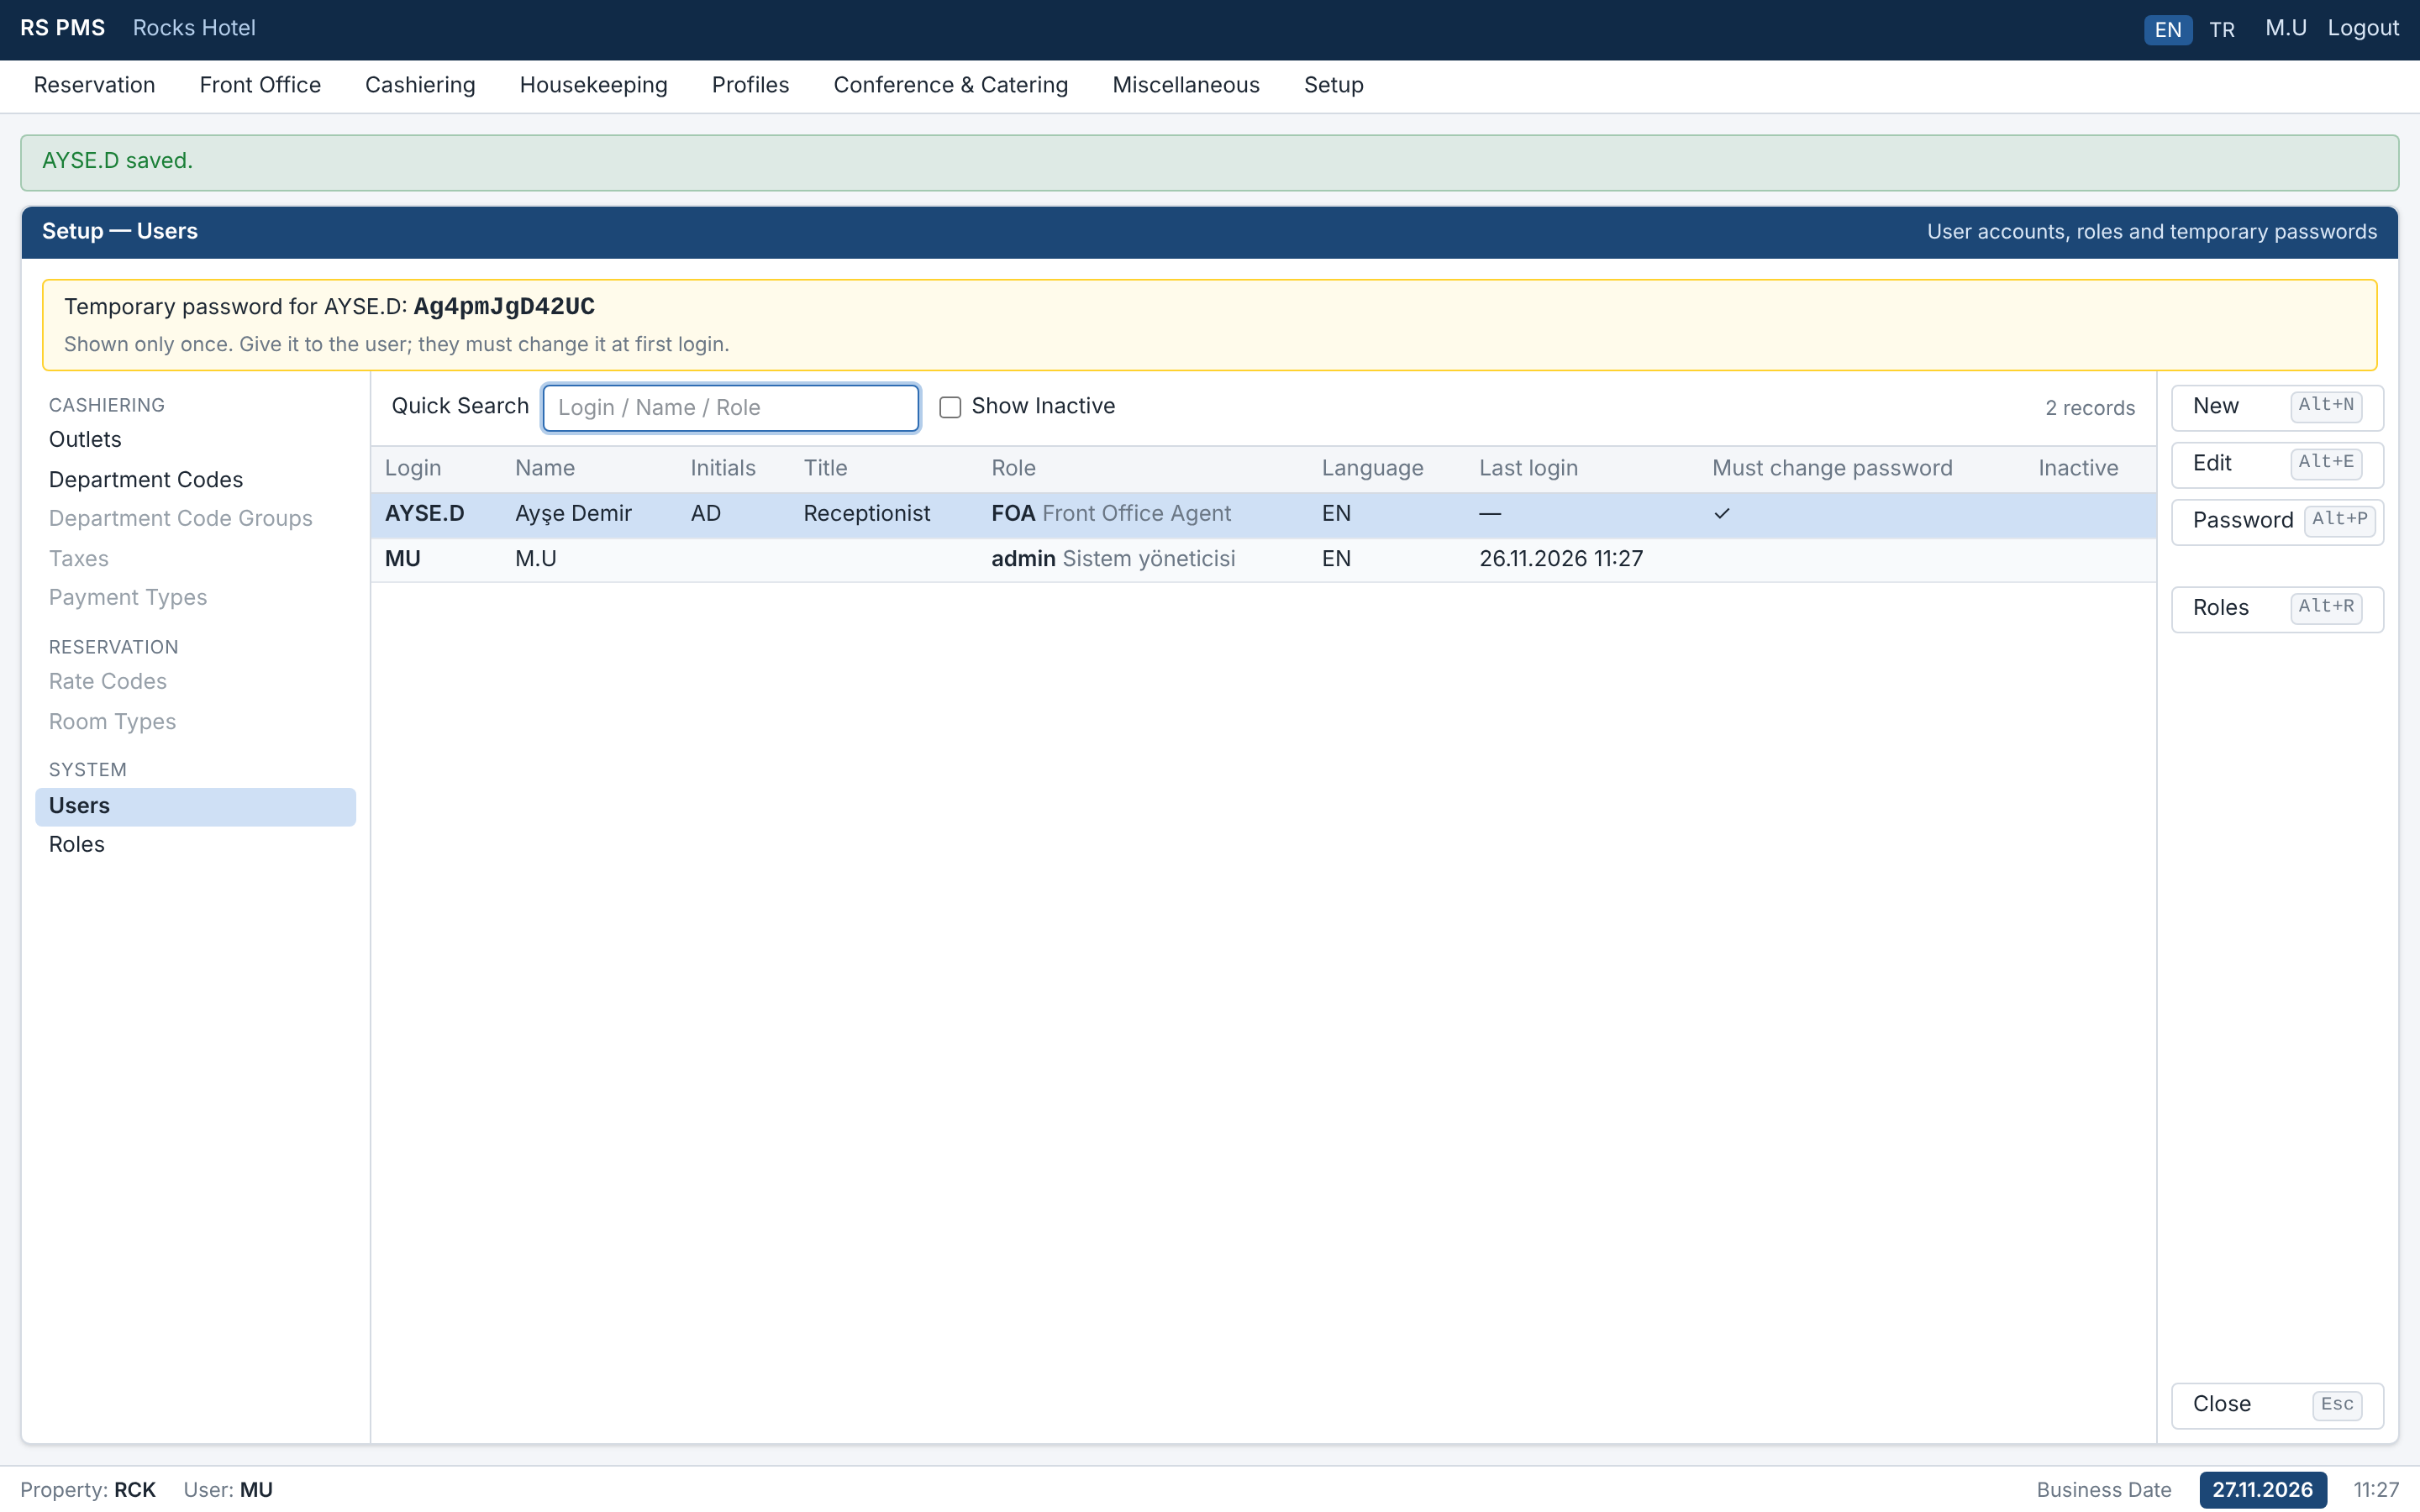 RS PMS Rocks Hotel EN TR M.U Logout
Reservation Front Office Cashiering Housekeeping Profiles Conference & Catering Miscellaneous Setup
AYSE.D saved.
Setup — Users User accounts, roles and temporary passwords
Temporary password for AYSE.D: Ag4pmJgD42UC
Shown only once. Give it to the user; they must change it at first login.
CASHIERING
Outlets
Department Codes
Department Code Groups
Taxes
Payment Types
RESERVATION
Rate Codes
Room Types
SYSTEM
Users
Roles
Quick Search Login / Name / Role Show Inactive 2 records
Login Name Initials Title Role Language Last login Must change password Inactive
AYSE.D Ayşe Demir AD Receptionist FOA Front Office Agent EN — ✓
MU M.U admin Sistem yöneticisi EN 26.11.2026 11:27
New Alt+N
Edit Alt+E
Password Alt+P
Roles Alt+R
Close Esc
Property: RCK User: MU Business Date 27.11.2026 11:27